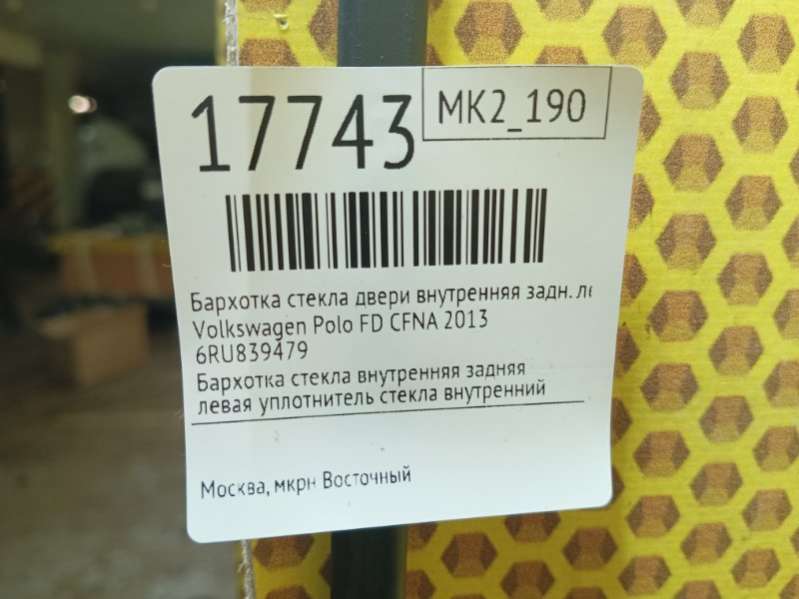 17743
MK2_190
Бархотка стекла двери внутренняя задн. ле
Volkswagen Polo FD CFNA 2013
6RU839479
Бархотка стекла внутренняя задняя
левая уплотнитель стекла внутренний
Москва, мкрн Восточный